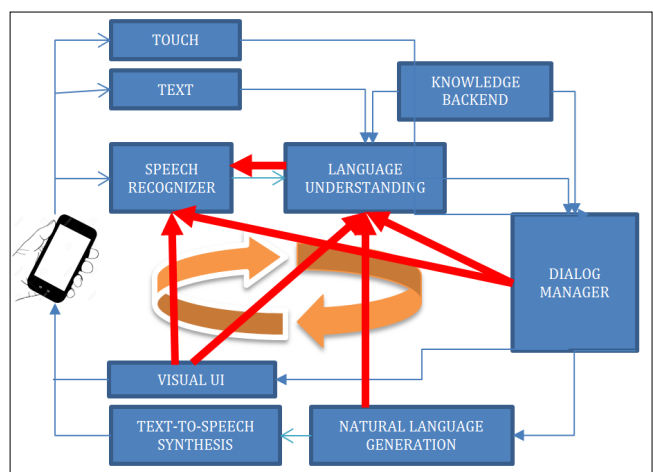 TOUCH
TEXT
KNOWLEDGE
BACKEND
SPEECH
RECOGNIZER
LANGUAGE
UNDERSTANDING
DIALOG
MANAGER
VISUAL UI
TEXT-TO-SPEECH
SYNTHESIS
NATURAL LANGUAGE
GENERATION